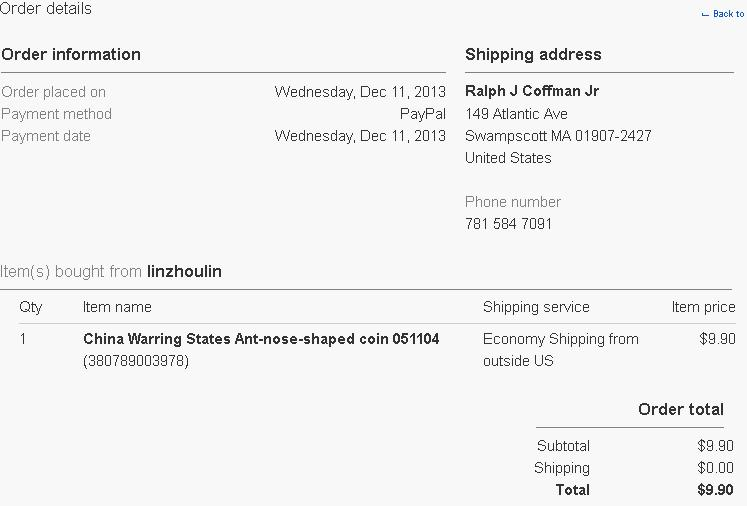 Order details
Back to
Order information
Order placed on Wednesday, Dec 11, 2013
Payment method PayPal
Payment date Wednesday, Dec 11, 2013
Shipping address
Ralph J Coffman Jr
149 Atlantic Ave
Swampscott MA 01907-2427
United States
Phone number
781 584 7091
Item(s) bought from linzhoulin
Qty Item name Shipping service Item price
1 China Warring States Ant-nose-shaped coin 051104 Economy Shipping from $9.90
(380789003978) outside US
Order total
Subtotal $9.90
Shipping $0.00
Total $9.90